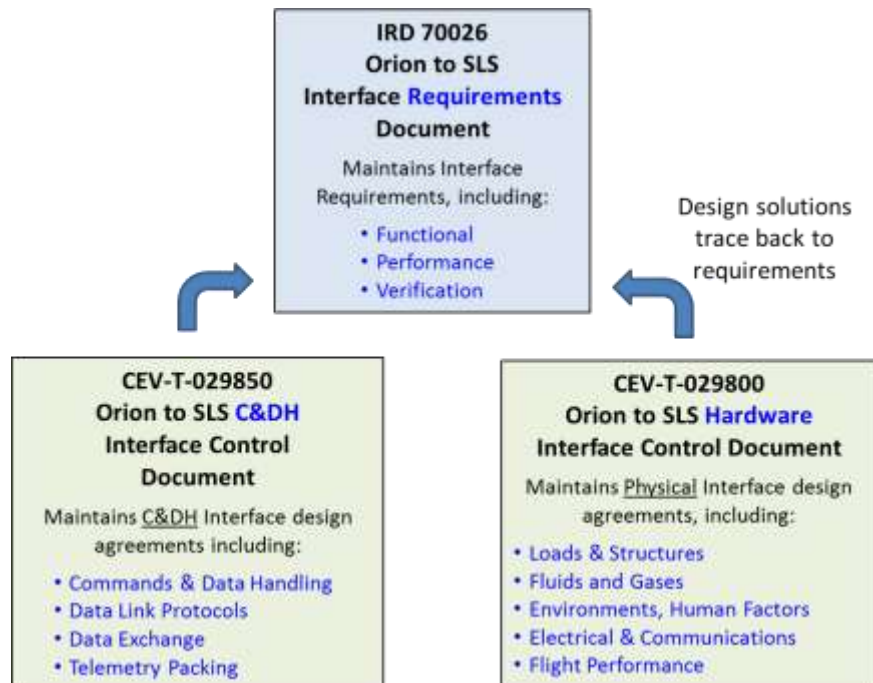 IRD 70026
Orion to SLS
Interface Requirements
Document
Maintains Interface
Requirements, including:
• Functional
• Performance
• Verification
Design solutions
trace back to
requirements
CEV-T-029850
Orion to SLS C&DH
Interface Control
Document
Maintains C&DH Interface design
agreements including:
• Commands & Data Handling
• Data Link Protocols
• Data Exchange
• Telemetry Packing
CEV-T-029800
Orion to SLS Hardware
Interface Control Document
Maintains Physical Interface design
agreements, including:
• Loads & Structures
• Fluids and Gases
• Environments, Human Factors
• Electrical & Communications
• Flight Performance